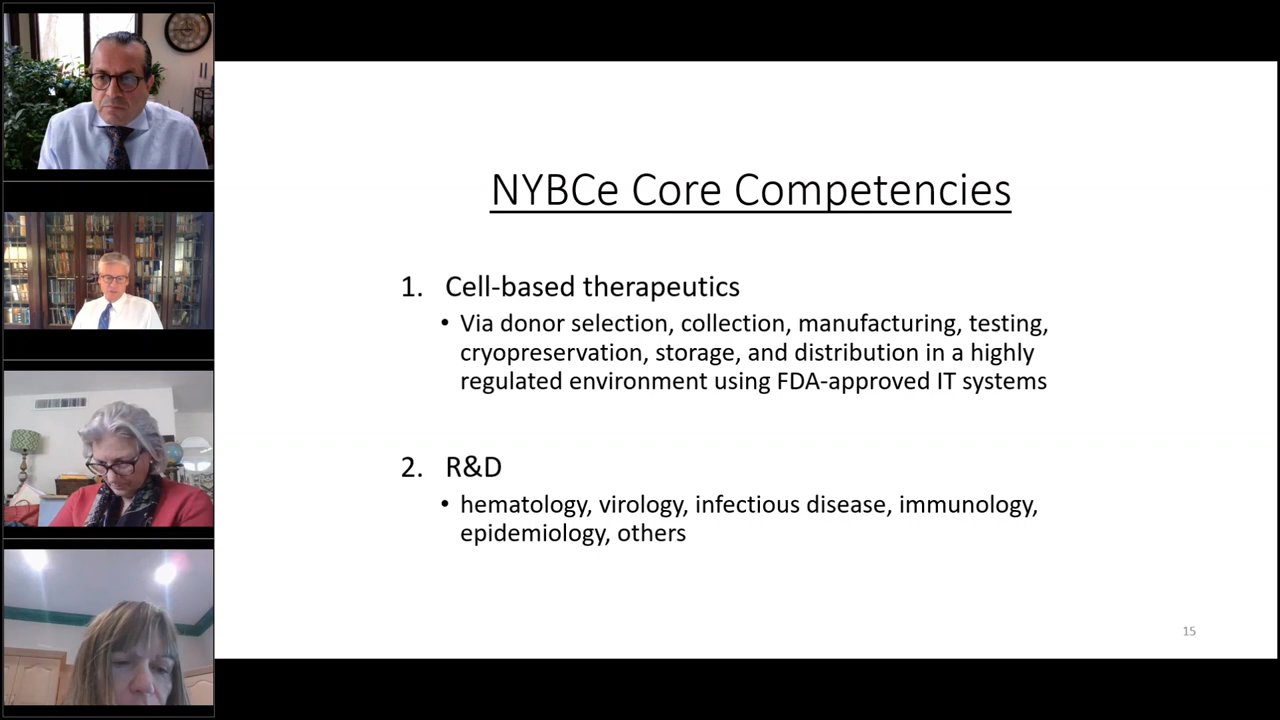 NYBCe Core Competencies
1. Cell-based therapeutics
• Via donor selection, collection, manufacturing, testing,
cryopreservation, storage, and distribution in a highly
regulated environment using FDA-approved IT systems
2. R&D
• hematology, virology, infectious disease, immunology,
epidemiology, others
15